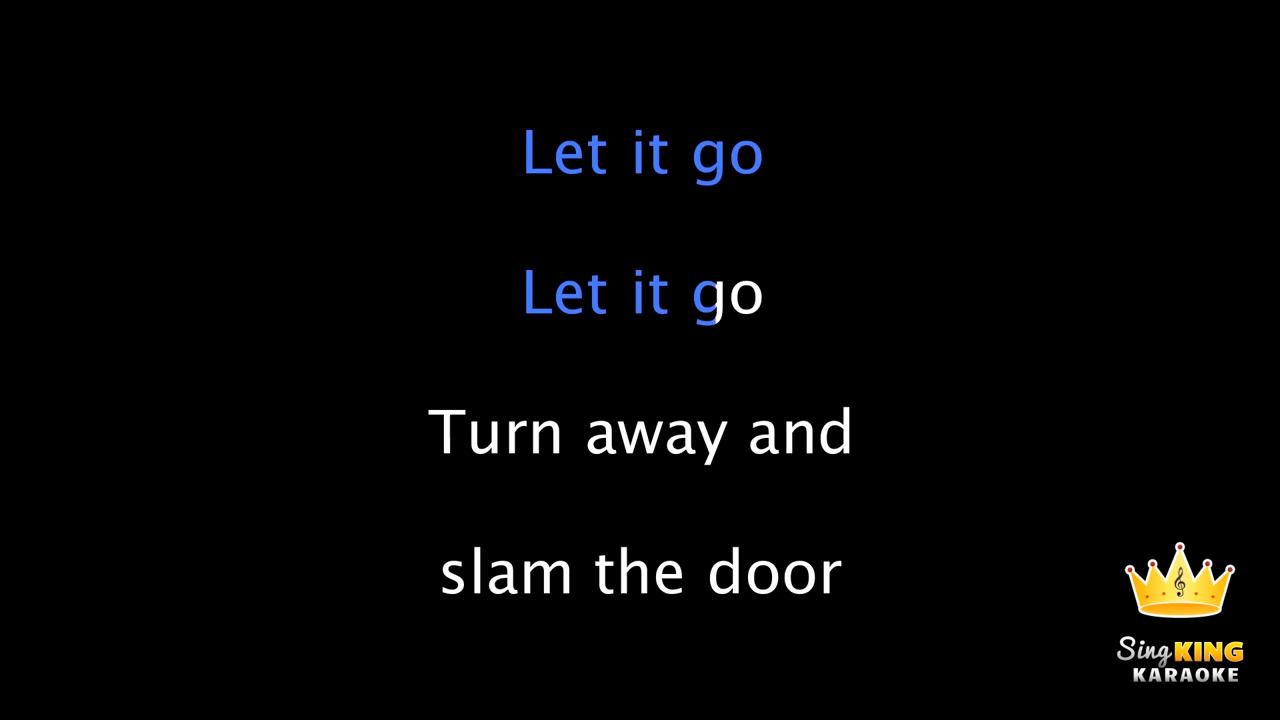 Let it go
Let it go
Turn away and
slam the door
Sing KING
KARAOKE